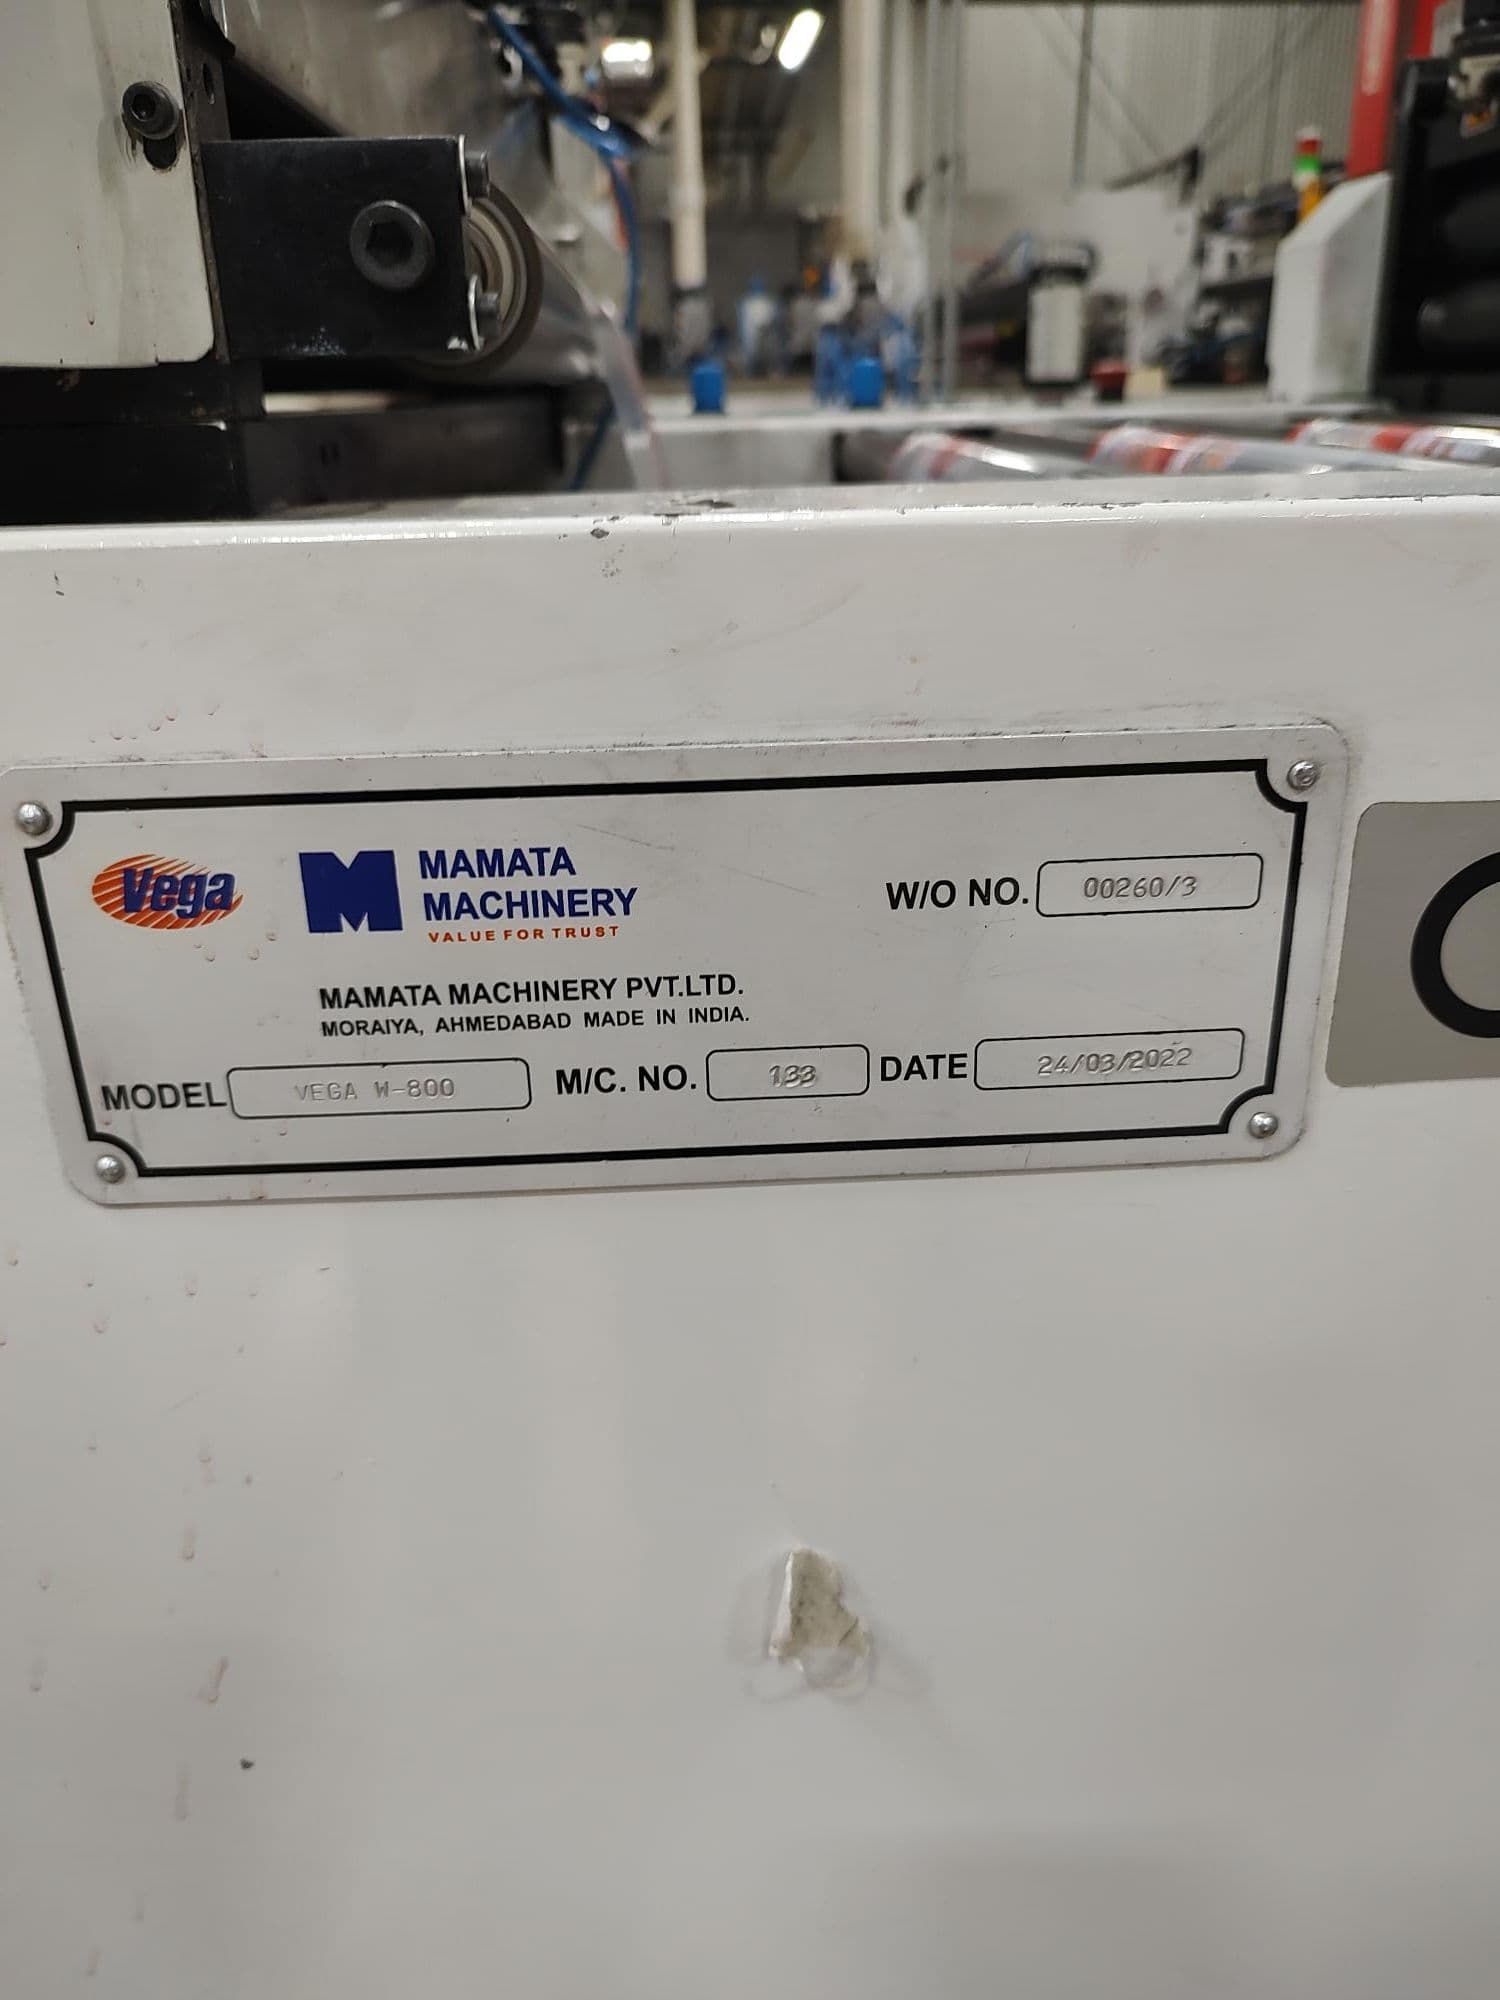 Vega
MAMATA
MACHINERY
VALUE FOR TRUST
W/O NO. 00260/3
MAMATA MACHINERY PVT.LTD.
MORAIYA, AHMEDABAD MADE IN INDIA.
MODEL VEGA W-800 M/C. NO. 133 DATE 24/03/2022